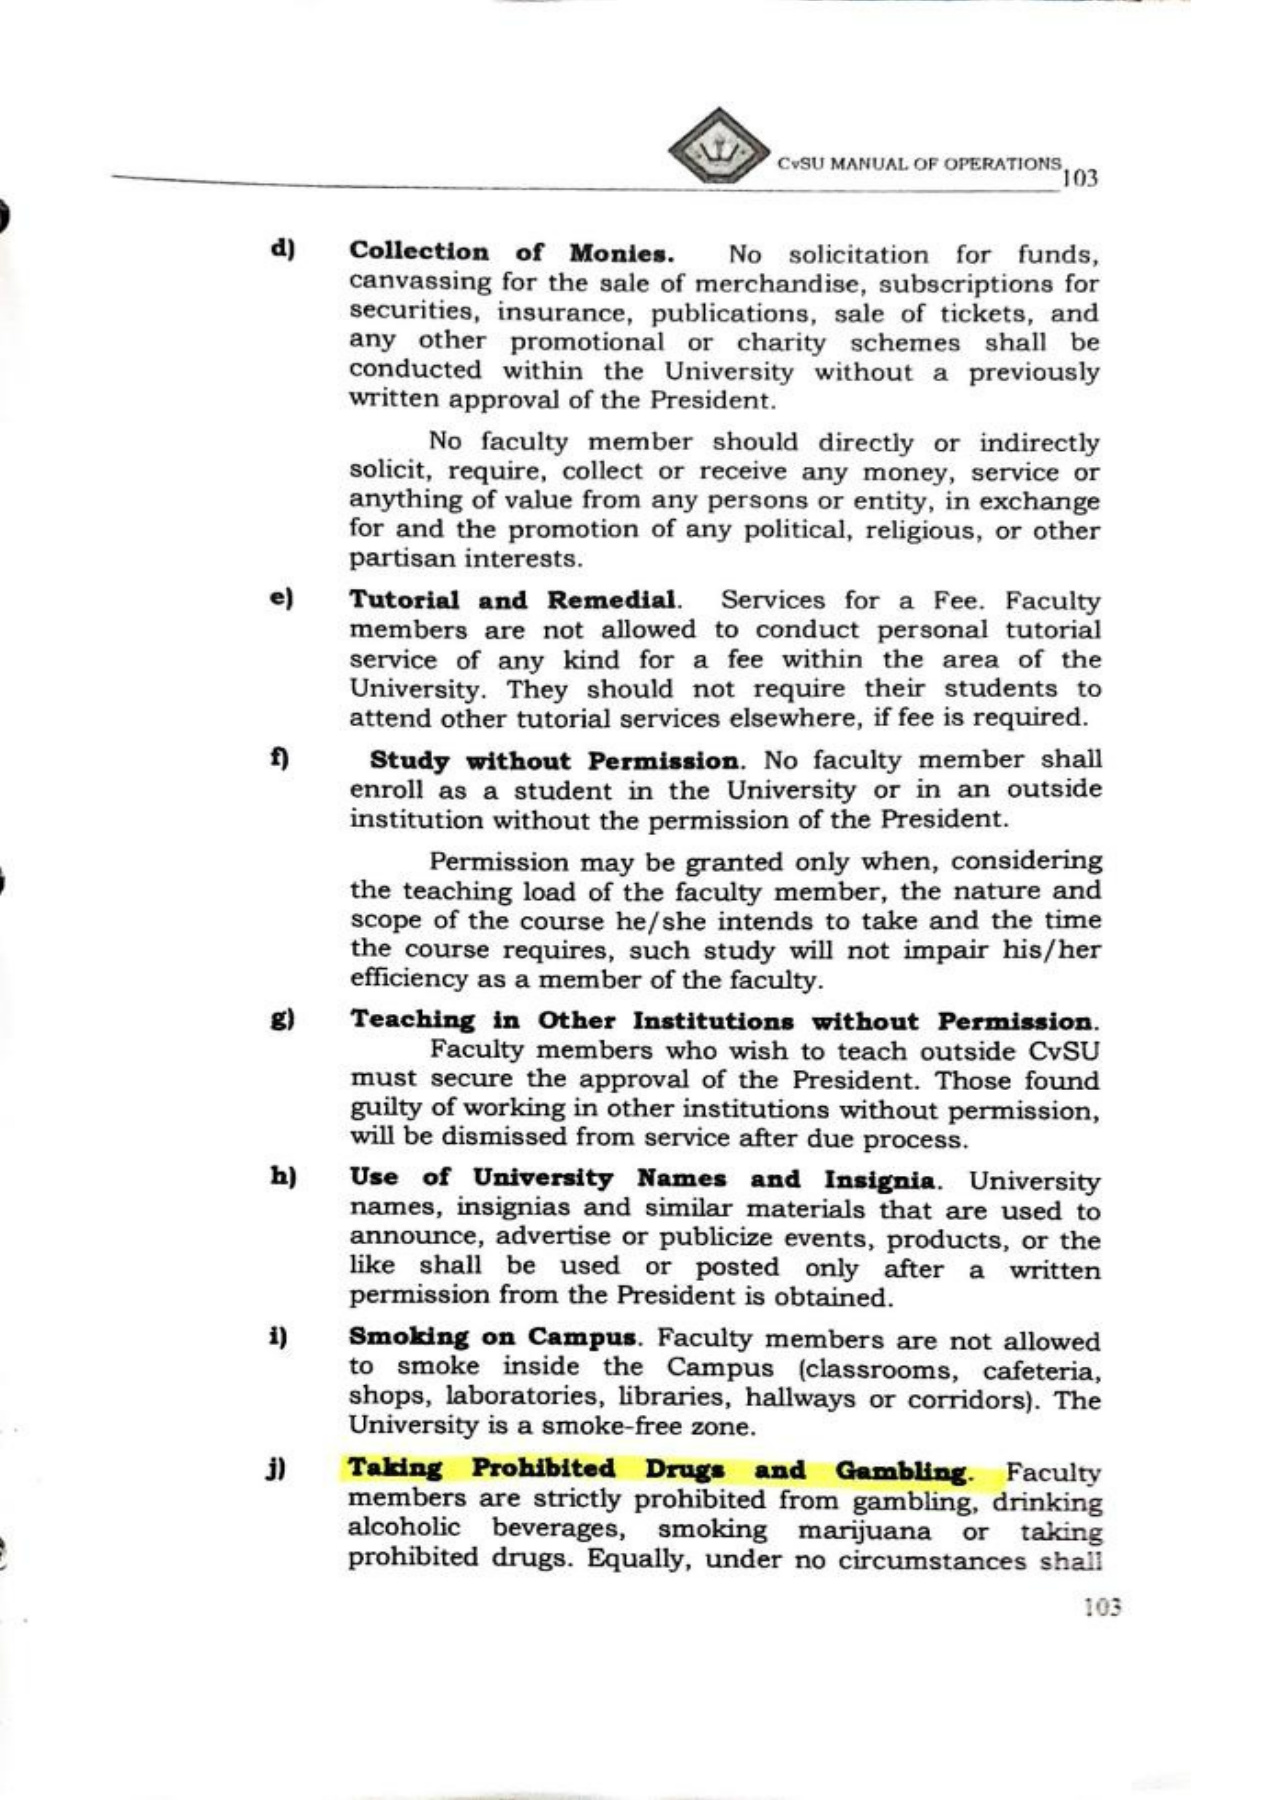 CvSU MANUAL OF OPERATIONS
103
d) Collection of Monies. No solicitation for funds,
canvassing for the sale of merchandise, subscriptions for
securities, insurance, publications, sale of tickets, and
any other promotional or charity schemes shall be
conducted within the University without a previously
written approval of the President.
No faculty member should directly or indirectly
solicit, require, collect or receive any money, service or
anything of value from any persons or entity, in exchange
for and the promotion of any political, religious, or other
partisan interests.
e) Tutorial and Remedial. Services for a Fee. Faculty
members are not allowed to conduct personal tutorial
service of any kind for a fee within the area of the
University. They should not require their students to
attend other tutorial services elsewhere, if fee is required.
f) Study without Permission. No faculty member shall
enroll as a student in the University or in an outside
institution without the permission of the President.
Permission may be granted only when, considering
the teaching load of the faculty member, the nature and
scope of the course he/she intends to take and the time
the course requires, such study will not impair his/her
efficiency as a member of the faculty.
g) Teaching in Other Institutions without Permission.
Faculty members who wish to teach outside CvSU
must secure the approval of the President. Those found
guilty of working in other institutions without permission,
will be dismissed from service after due process.
h) Use of University Names and Insignia. University
names, insignias and similar materials that are used to
announce, advertise or publicize events, products, or the
like shall be used or posted only after a written
permission from the President is obtained.
i) Smoking on Campus. Faculty members are not allowed
to smoke inside the Campus (classrooms, cafeteria,
shops, laboratories, libraries, hallways or corridors). The
University is a smoke-free zone.
j) Taking Prohibited Drugs and Gambling. Faculty
members are strictly prohibited from gambling, drinking
alcoholic beverages, smoking marijuana or taking
prohibited drugs. Equally, under no circumstances shall
103